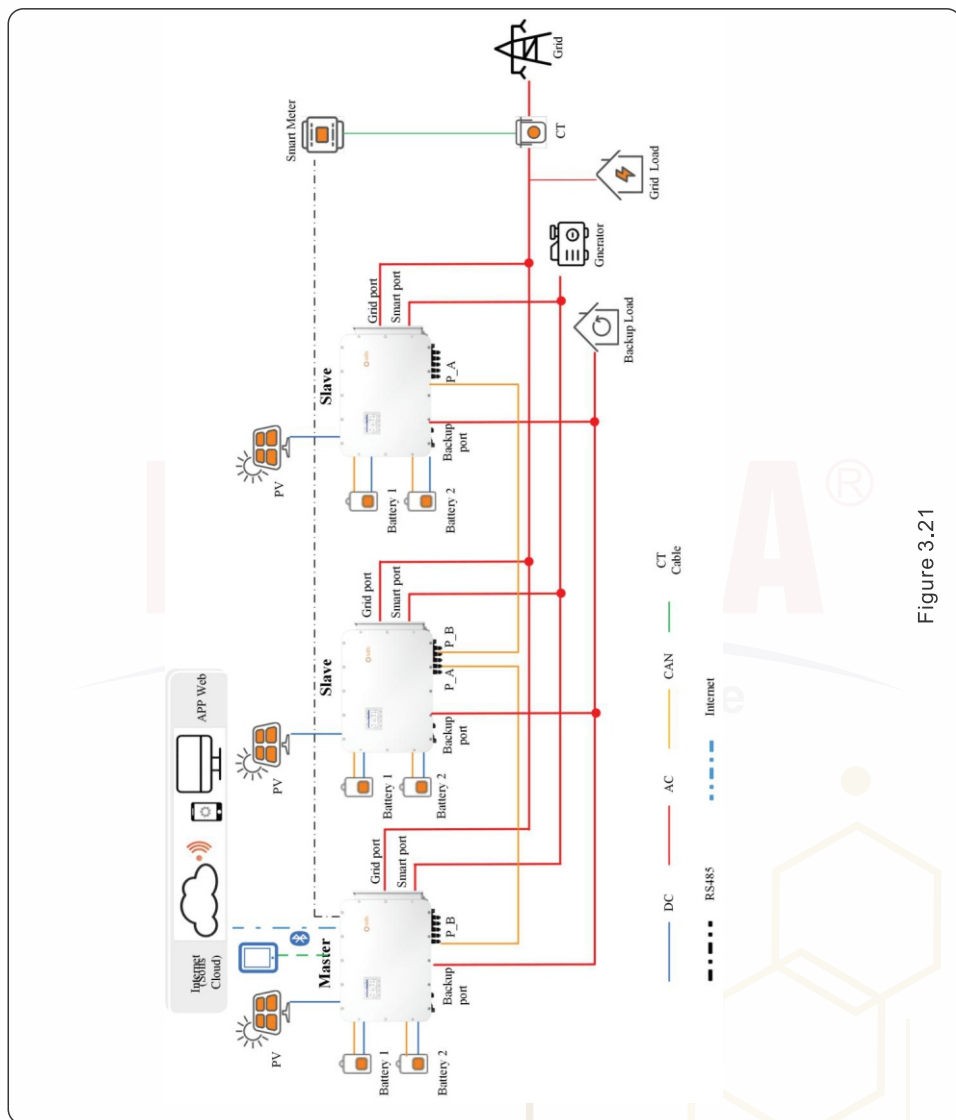 Grid
Smart Meter
CT
Grid Load
Gnerator
Backup Load
Grid port
Smart port
Slave
P_A
Backup
port
PV
Battery 1
Battery 2
Grid port
Smart port
Slave
P_B
P_A
Backup
port
PV
Battery 1
Battery 2
APP Web
Internet
(Solis
Cloud)
Grid port
Smart port
Master
P_B
Backup
port
PV
Battery 1
Battery 2
DC
AC
CAN
CT
Cable
RS485
Internet
Figure 3.21